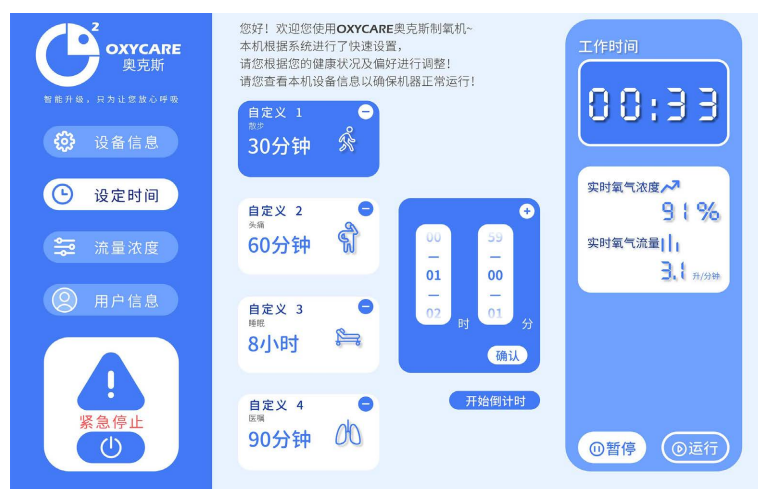 2
OXYCARE
奥克斯
智能升级，只为让您放心呼吸
设备信息
设定时间
流量浓度
用户信息
紧急停止
您好！欢迎您使用OXYCARE奥克斯制氧机~
本机根据系统进行了快速设置，
请您根据您的健康状况及偏好进行调整！
请您查看本机设备信息以确保机器正常运行！
自定义 1
散步
30分钟
自定义 2
头痛
60分钟
自定义 3
睡眠
8小时
自定义 4
医嘱
90分钟
00 59
01 00
02 01
时 分
确认
开始倒计时
工作时间
00:33
实时氧气浓度
91%
实时氧气流量
3.1 升/分钟
暂停
运行